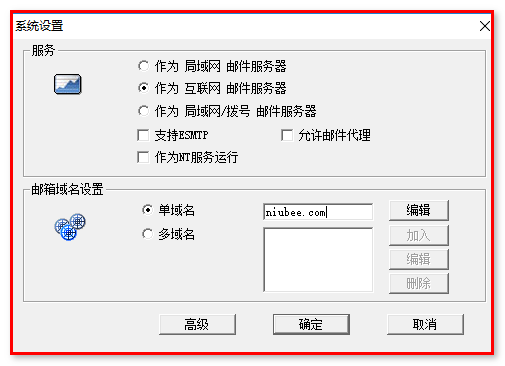 系统设置
服务
作为 局域网 邮件服务器
作为 互联网 邮件服务器
作为 局域网/拨号 邮件服务器
支持ESMTP 允许邮件代理
作为NT服务运行
邮箱域名设置
单域名 niubee.com 编辑
多域名 加入
编辑
删除
高级 确定 取消